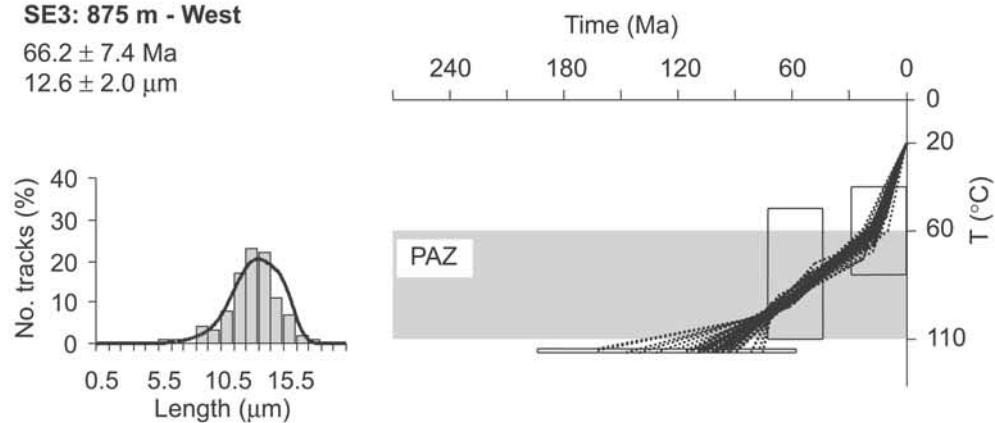 SE3: 875 m - West
66.2 ± 7.4 Ma
12.6 ± 2.0 μm
No. tracks (%)
40
30
20
10
0
0.5 5.5 10.5 15.5
Length (μm)
Time (Ma)
240 180 120 60 0
0
20
60
110
T (°C)
PAZ